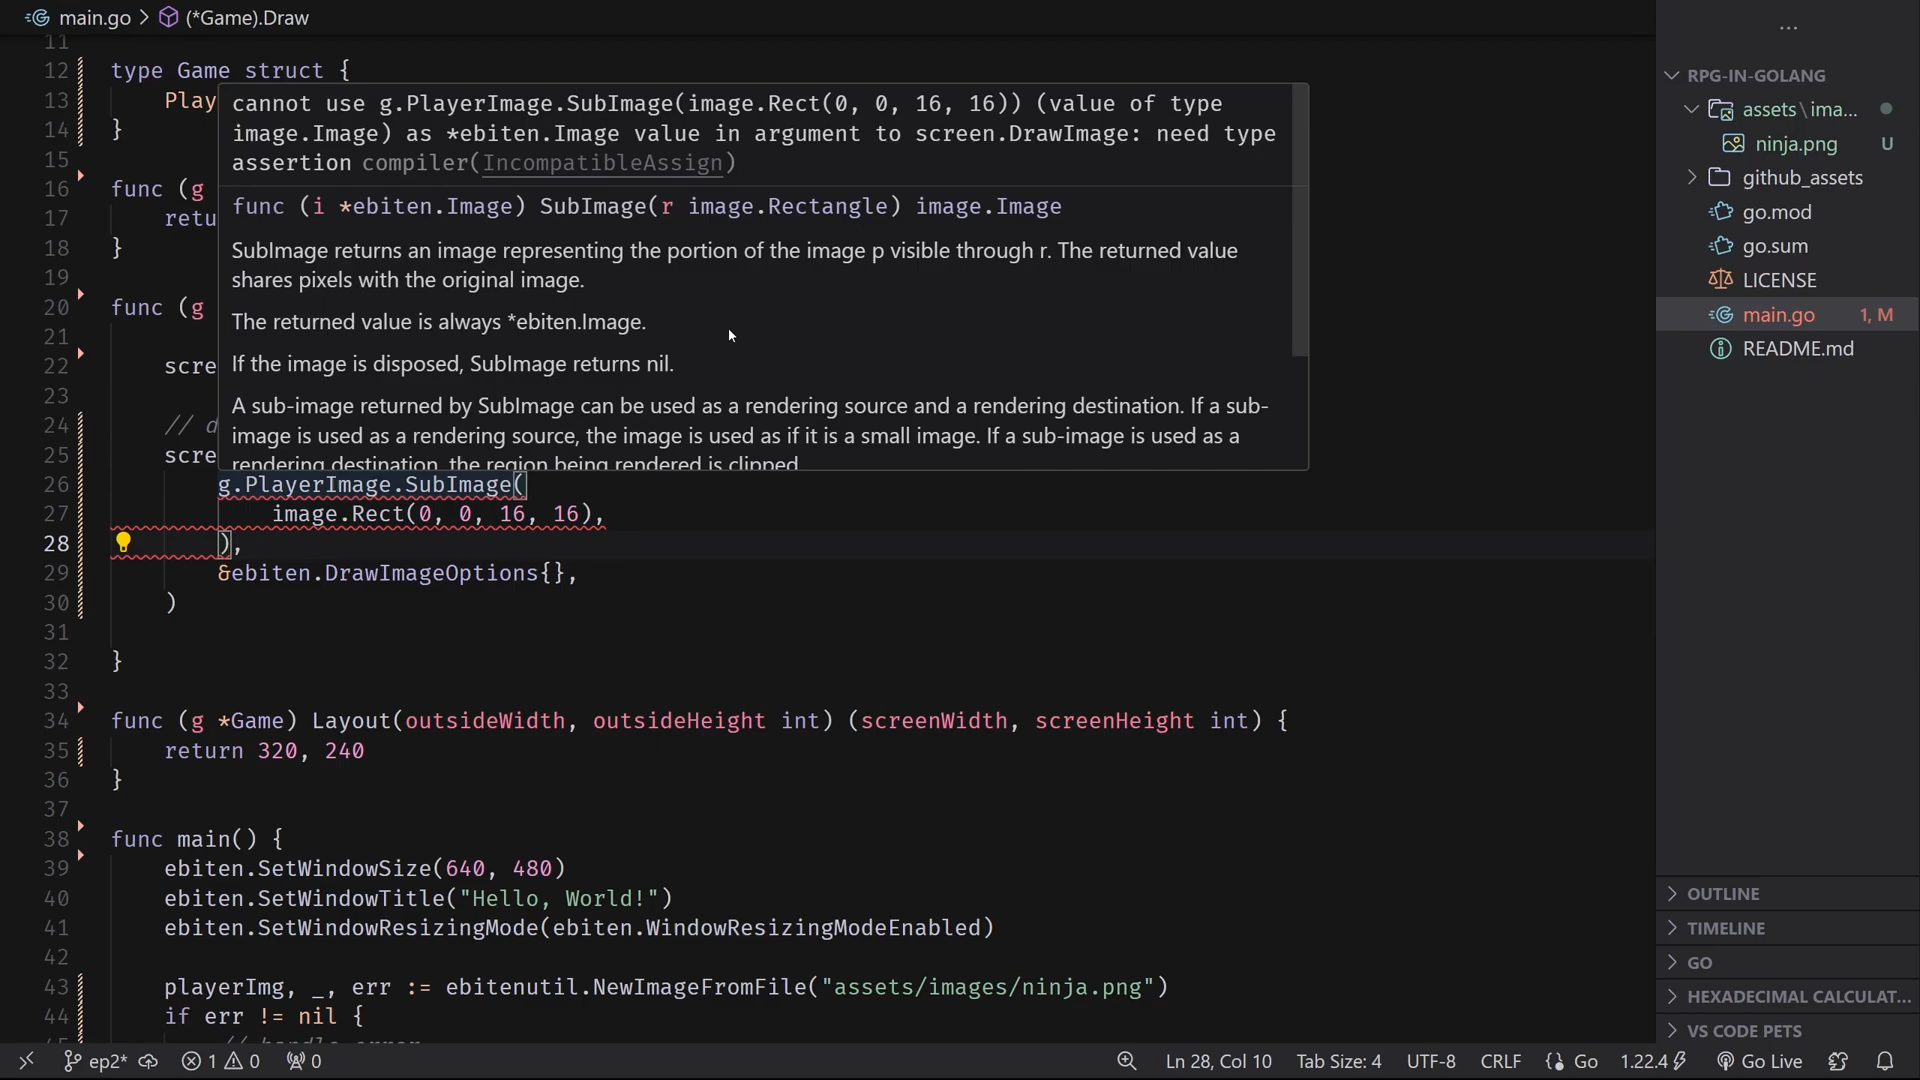 main.go > (*Game).Draw
11
12 type Game struct {
13 Play
14 }
15
16 func (g
17 retu
18 }
19
20 func (g
21
22 scre
23
24 // d
25 scre
cannot use g.PlayerImage.SubImage(image.Rect(0, 0, 16, 16)) (value of type
image.Image) as *ebiten.Image value in argument to screen.DrawImage: need type
assertion compiler(IncompatibleAssign)
func (i *ebiten.Image) SubImage(r image.Rectangle) image.Image
SubImage returns an image representing the portion of the image p visible through r. The returned value
shares pixels with the original image.
The returned value is always *ebiten.Image.
If the image is disposed, SubImage returns nil.
A sub-image returned by SubImage can be used as a rendering source and a rendering destination. If a sub-
image is used as a rendering source, the image is used as if it is a small image. If a sub-image is used as a
rendering destination, the region being rendered is clipped.
26 g.PlayerImage.SubImage(
27 image.Rect(0, 0, 16, 16),
28 ),
29 &ebiten.DrawImageOptions{},
30 )
31
32 }
33
34 func (g *Game) Layout(outsideWidth, outsideHeight int) (screenWidth, screenHeight int) {
35 return 320, 240
36 }
37
38 func main() {
39 ebiten.SetWindowSize(640, 480)
40 ebiten.SetWindowTitle("Hello, World!")
41 ebiten.SetWindowResizingMode(ebiten.WindowResizingModeEnabled)
42
43 playerImg, _, err := ebitenutil.NewImageFromFile("assets/images/ninja.png")
44 if err != nil {
...
RPG-IN-GOLANG
assets\ima...
ninja.png U
github_assets
go.mod
go.sum
LICENSE
main.go 1, M
README.md
OUTLINE
TIMELINE
GO
HEXADECIMAL CALCULAT...
VS CODE PETS
ep2* 1 0 0 Ln 28, Col 10 Tab Size: 4 UTF-8 CRLF Go 1.22.4 Go Live